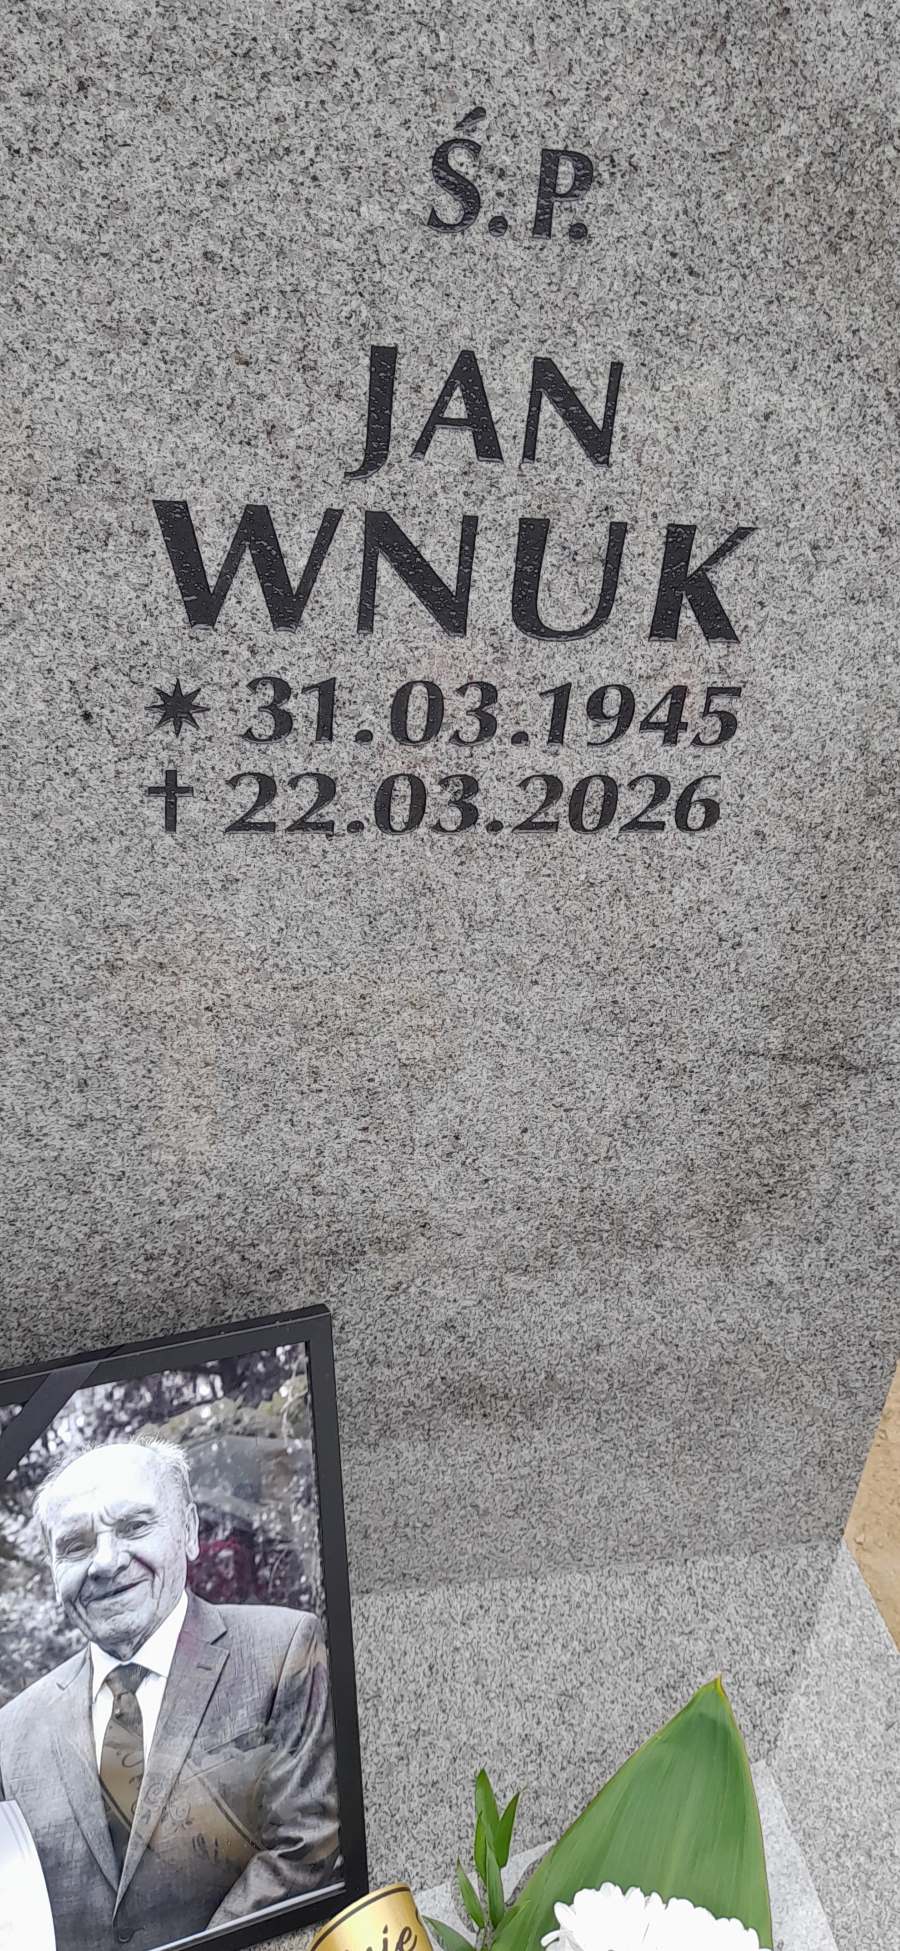 Ś.P.
JAN
WNUK
✷ 31.03.1945
† 22.03.2026